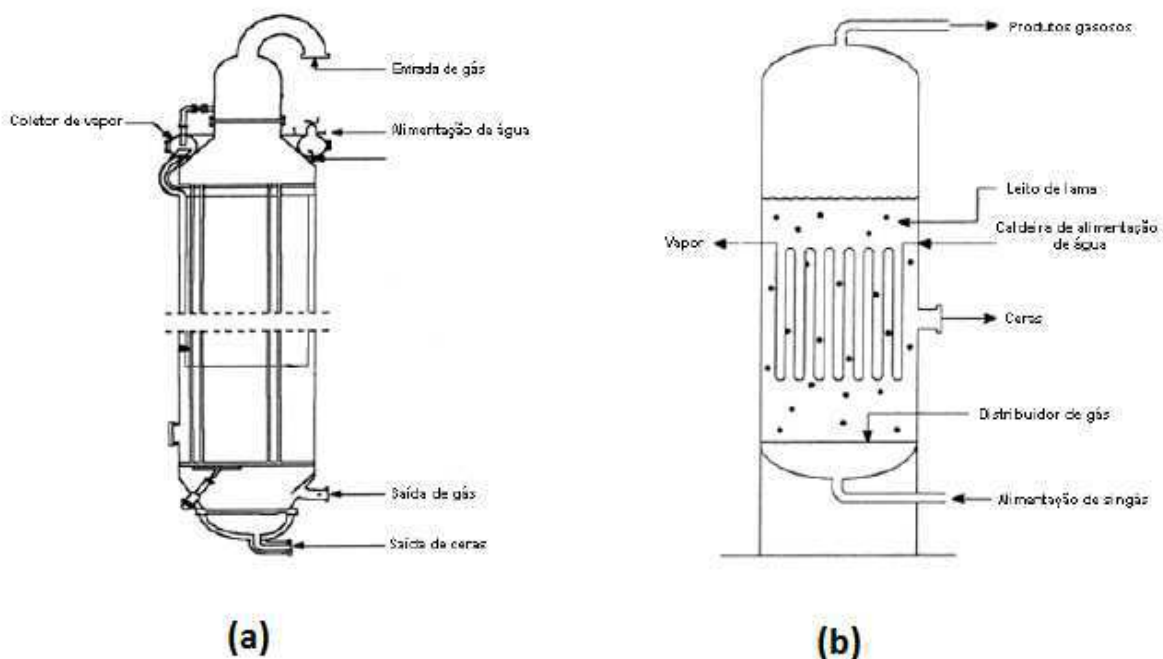 Entrada de gás
Coletor de vapor
Alimentação de água
Saída de gás
Saída de ceras
(a)
Produtos gasosos
Leito de lama
Vapor
Caldeira de alimentação
de água
Ceras
Distribuidor de gás
Alimentação de singás
(b)